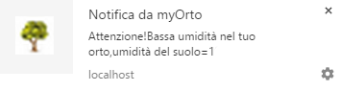 Notifica da myOrto
Attenzione!Bassa umidità nel tuo
orto,umidità del suolo=1
localhost